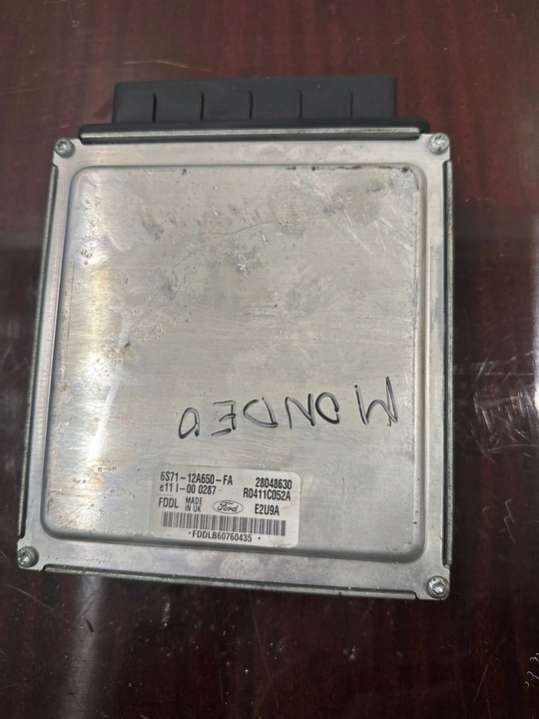 MONDEO
6S71-12A650-FA 28048630
e11 I-00 0287 R0411C052A
FDDL MADE IN UK Ford E2U9A
*FDDLB60760435*